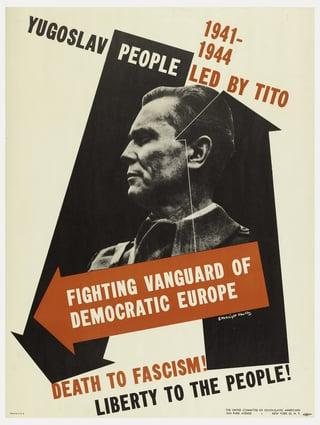 YUGOSLAV PEOPLE
1941-
1944
LED BY TITO
FIGHTING VANGUARD OF
DEMOCRATIC EUROPE
DEATH TO FASCISM!
LIBERTY TO THE PEOPLE!
THE UNITED COMMITTEE OF SOUTH-SLAVIC AMERICANS
NEW YORK